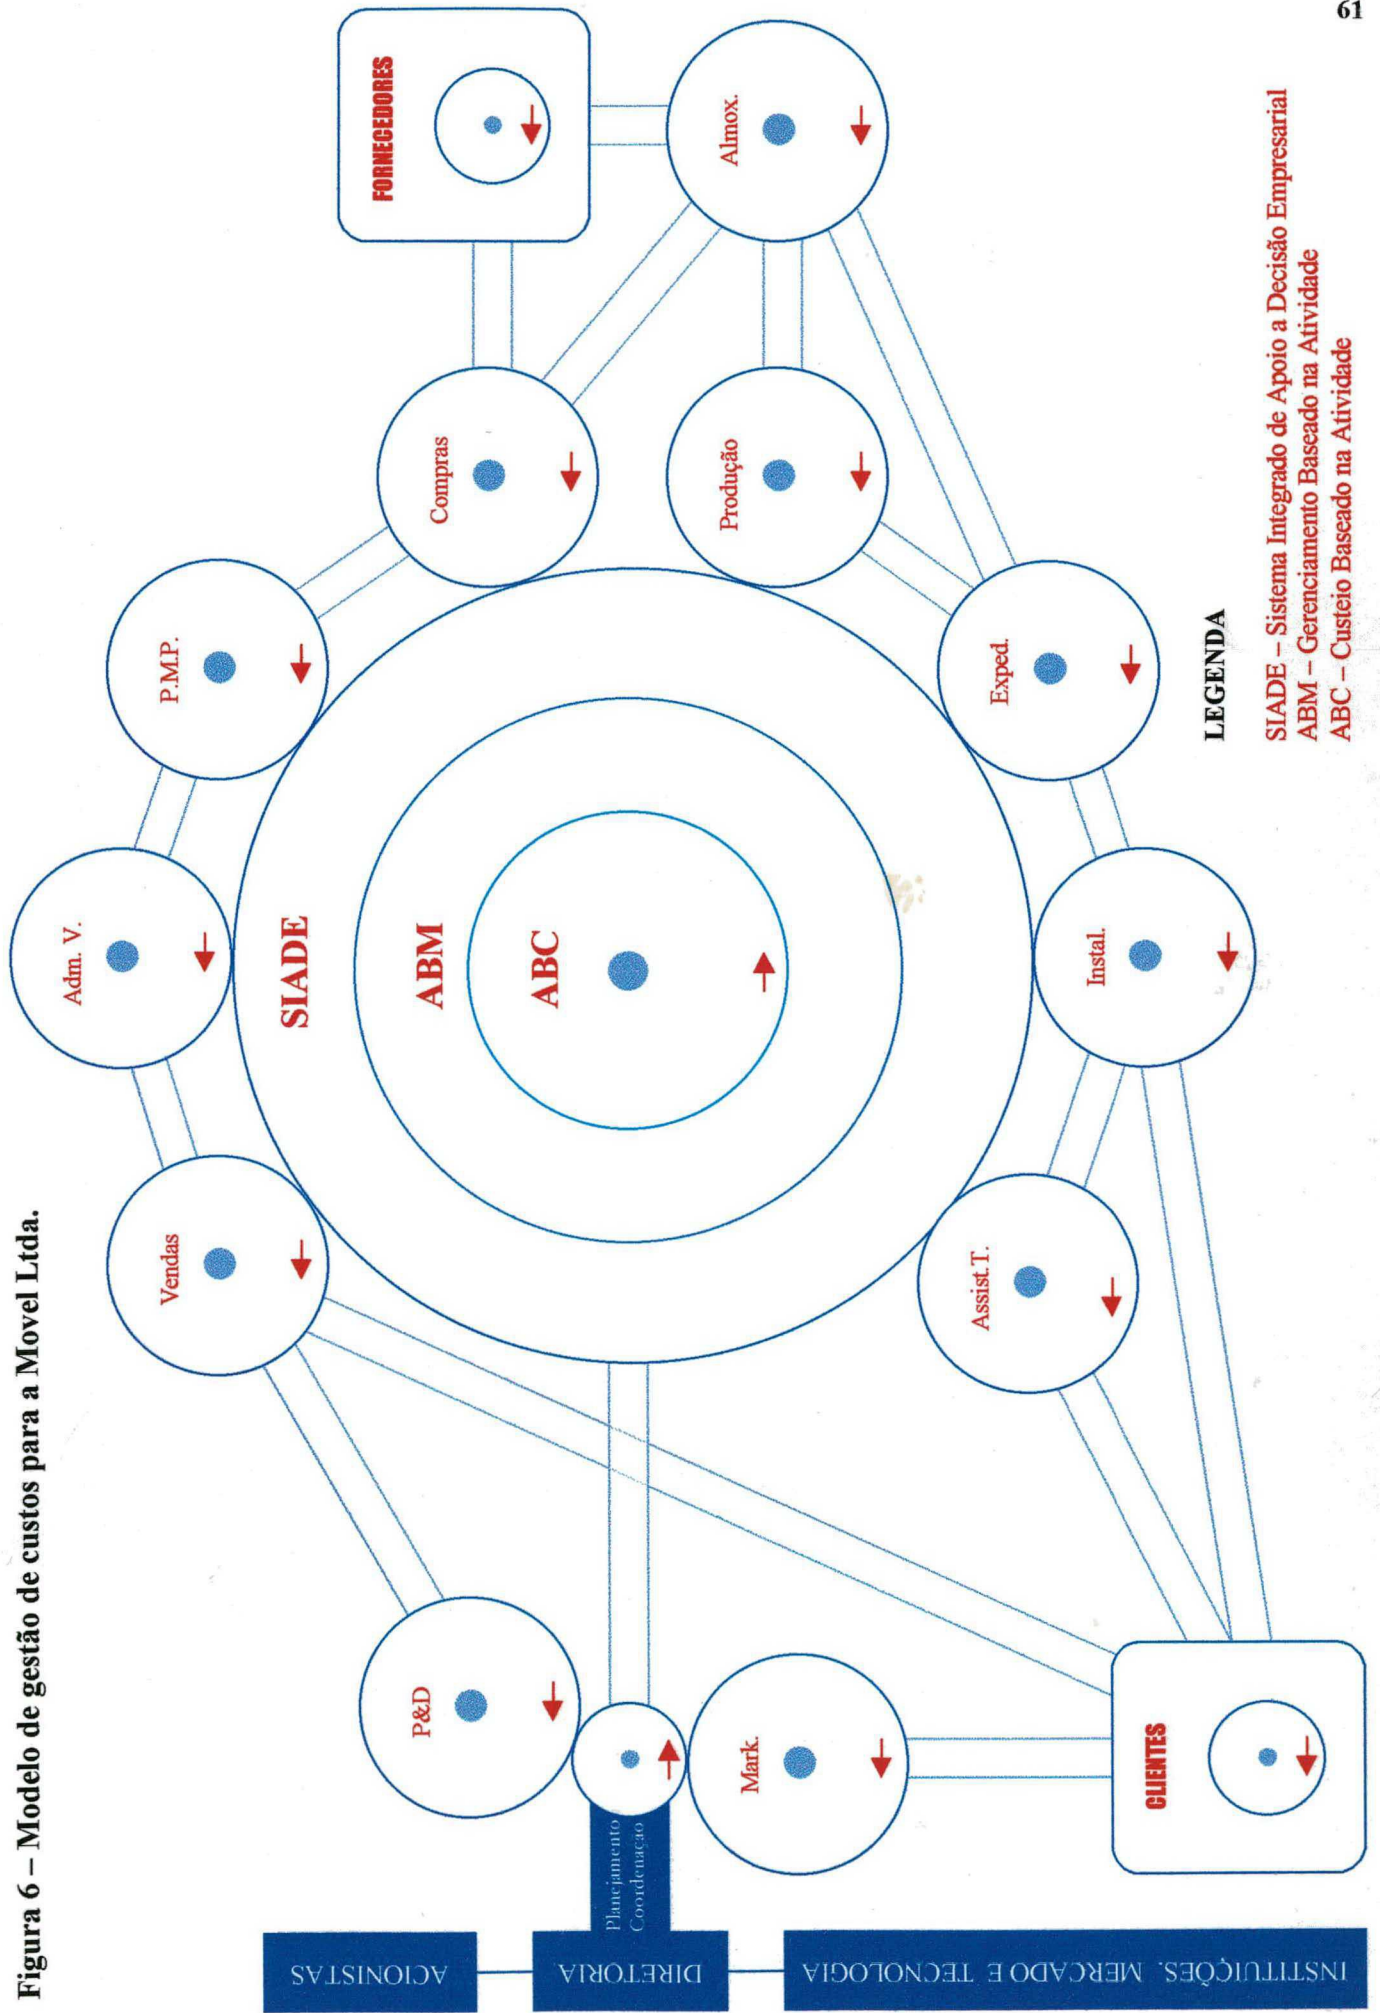 61
Figura 6 – Modelo de gestão de custos para a Movel Ltda.
ACIONISTAS
DIRETORIA
INSTITUIÇÕES. MERCADO E TECNOLOGIA
Planejamento
Coordenação
P&D
Mark.
CLIENTES
Vendas
Adm. V.
P.M.P.
Compras
FORNECEDORES
Almox.
Produção
Exped.
Instal.
Assist.T.
SIADE
ABM
ABC
LEGENDA
SIADE – Sistema Integrado de Apoio a Decisão Empresarial
ABM – Gerenciamento Baseado na Atividade
ABC – Custeio Baseado na Atividade